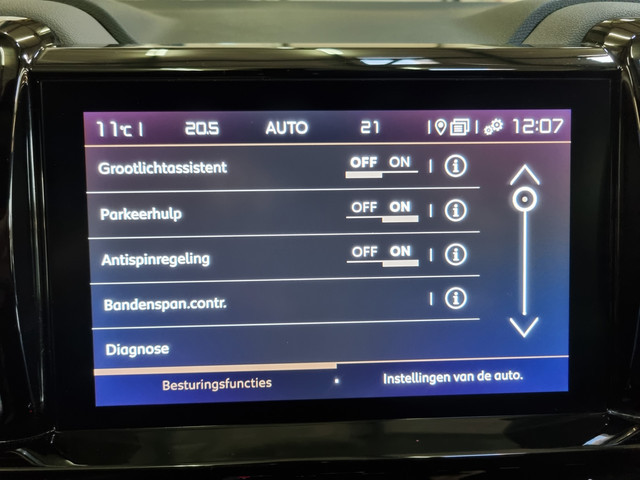 11°C 20.5 AUTO 21 12:07
Grootlichtassistent OFF ON i
Parkeerhulp OFF ON i
Antispinregeling OFF ON i
Bandenspan.contr. i
Diagnose
Besturingsfuncties Instellingen van de auto.